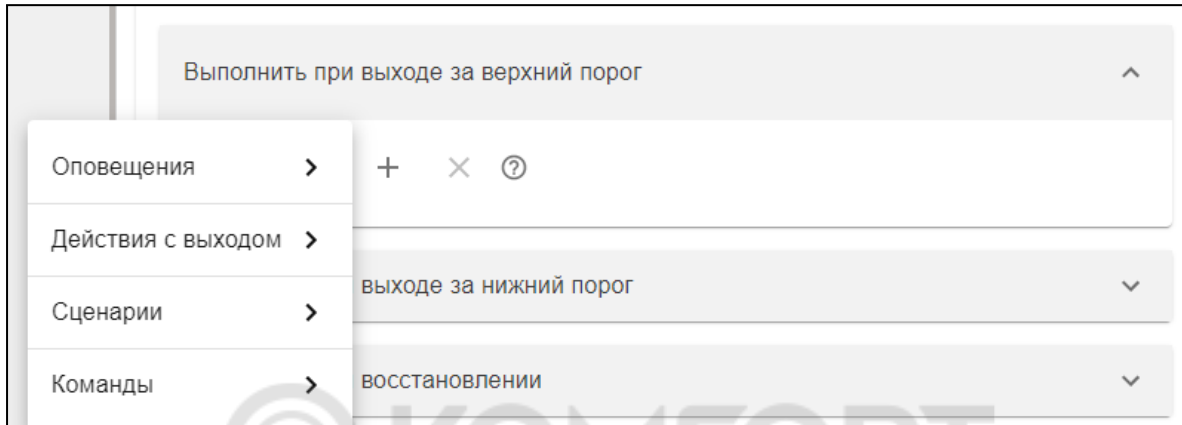 Выполнить при выходе за верхний порог
Оповещения
Действия с выходом
выходе за нижний порог
Сценарии
восстановлении
Команды